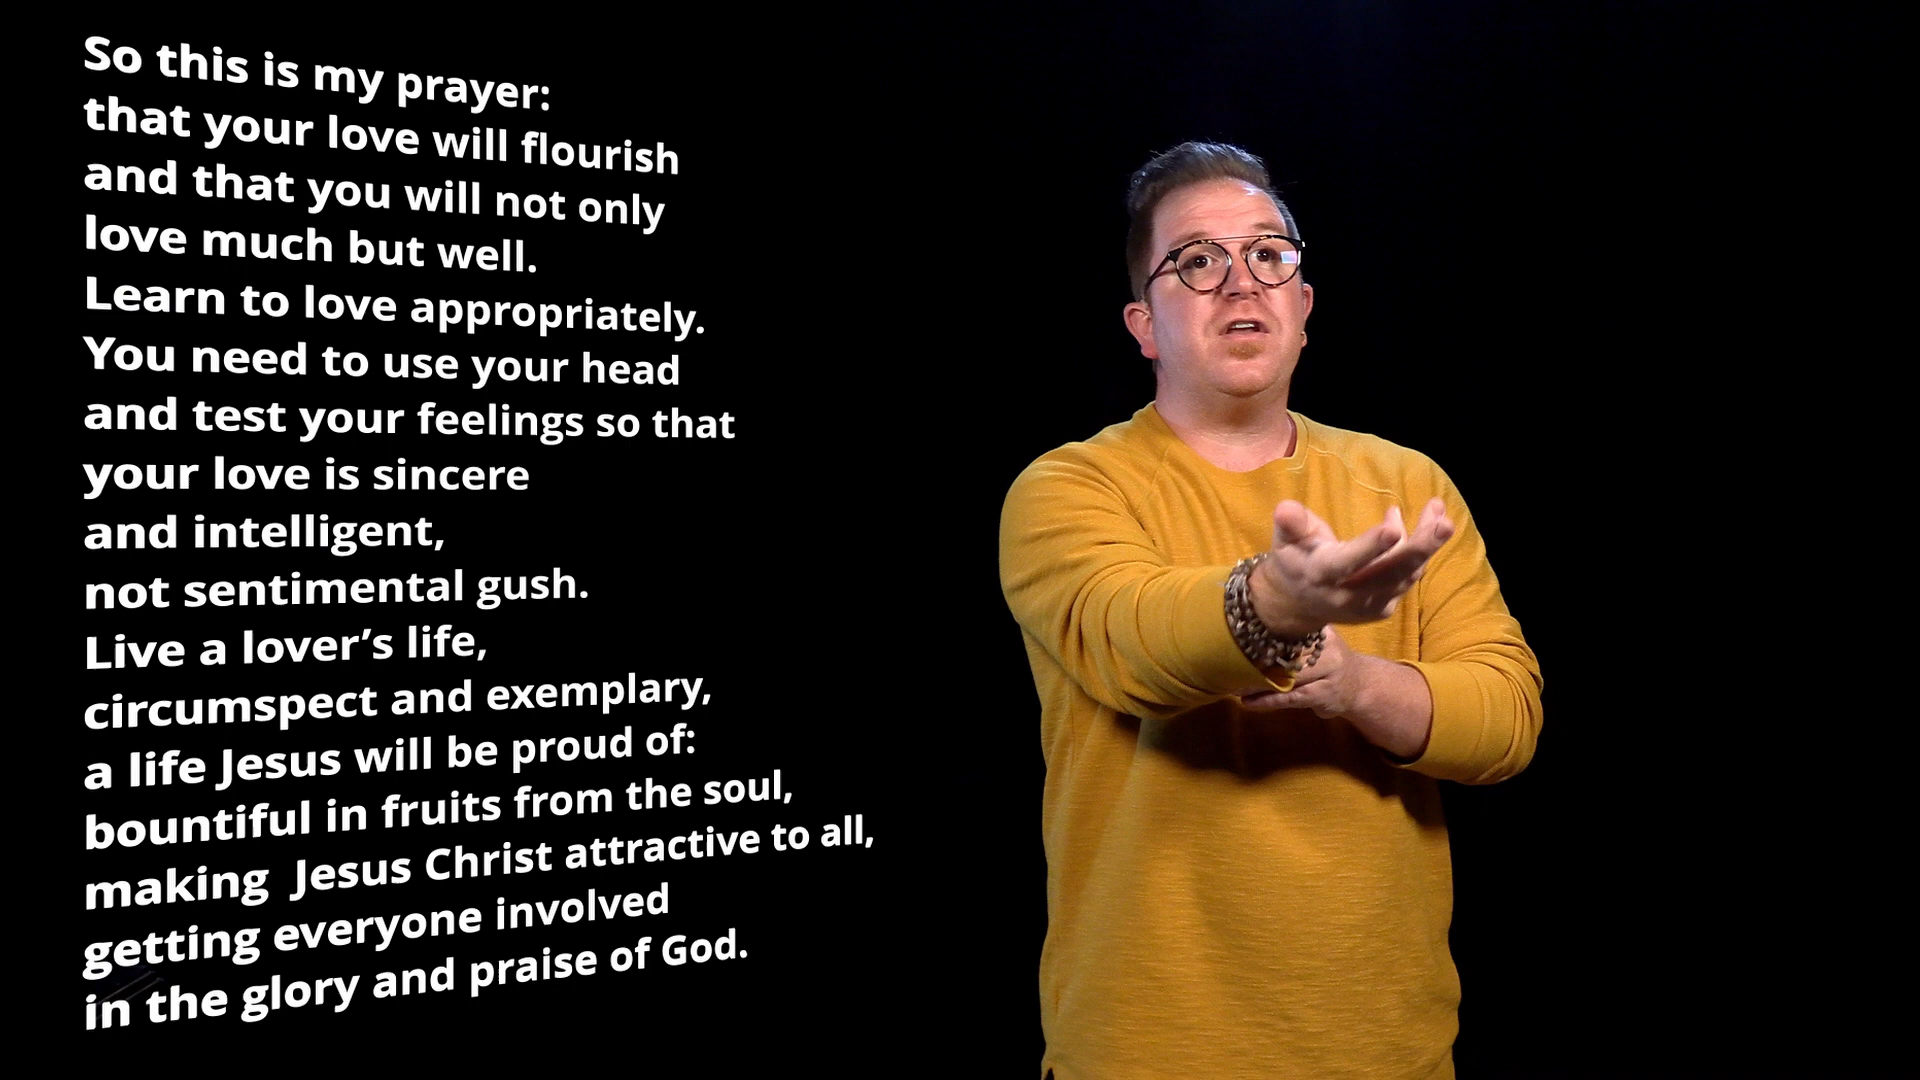 So this is my prayer:
that your love will flourish
and that you will not only
love much but well.
Learn to love appropriately.
You need to use your head
and test your feelings so that
your love is sincere
and intelligent,
not sentimental gush.
Live a lover’s life,
circumspect and exemplary,
a life Jesus will be proud of:
bountiful in fruits from the soul,
making  Jesus Christ attractive to all,
getting everyone involved
in the glory and praise of God.